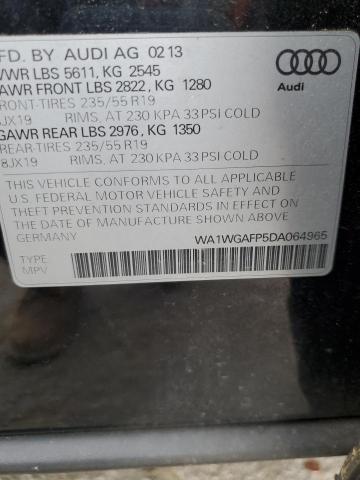 FD. BY AUDI AG 02 13
VWR LBS 5611, KG 2545
AWR FRONT LBS 2822, KG 1280
FRONT-TIRES 235/55 R19
8JX19 RIMS, AT 230 KPA 33 PSI COLD
GAWR REAR LBS 2976, KG 1350
REAR-TIRES 235/55 R19
8JX19 RIMS, AT 230 KPA 33 PSI COLD
Audi
THIS VEHICLE CONFORMS TO ALL APPLICABLE
U.S. FEDERAL MOTOR VEHICLE SAFETY AND
THEFT PREVENTION STANDARDS IN EFFECT ON
THE DATE OF MANUFACTURE SHOWN ABOVE.
GERMANY
WA1WGAFP5DA064965
TYPE
MPV